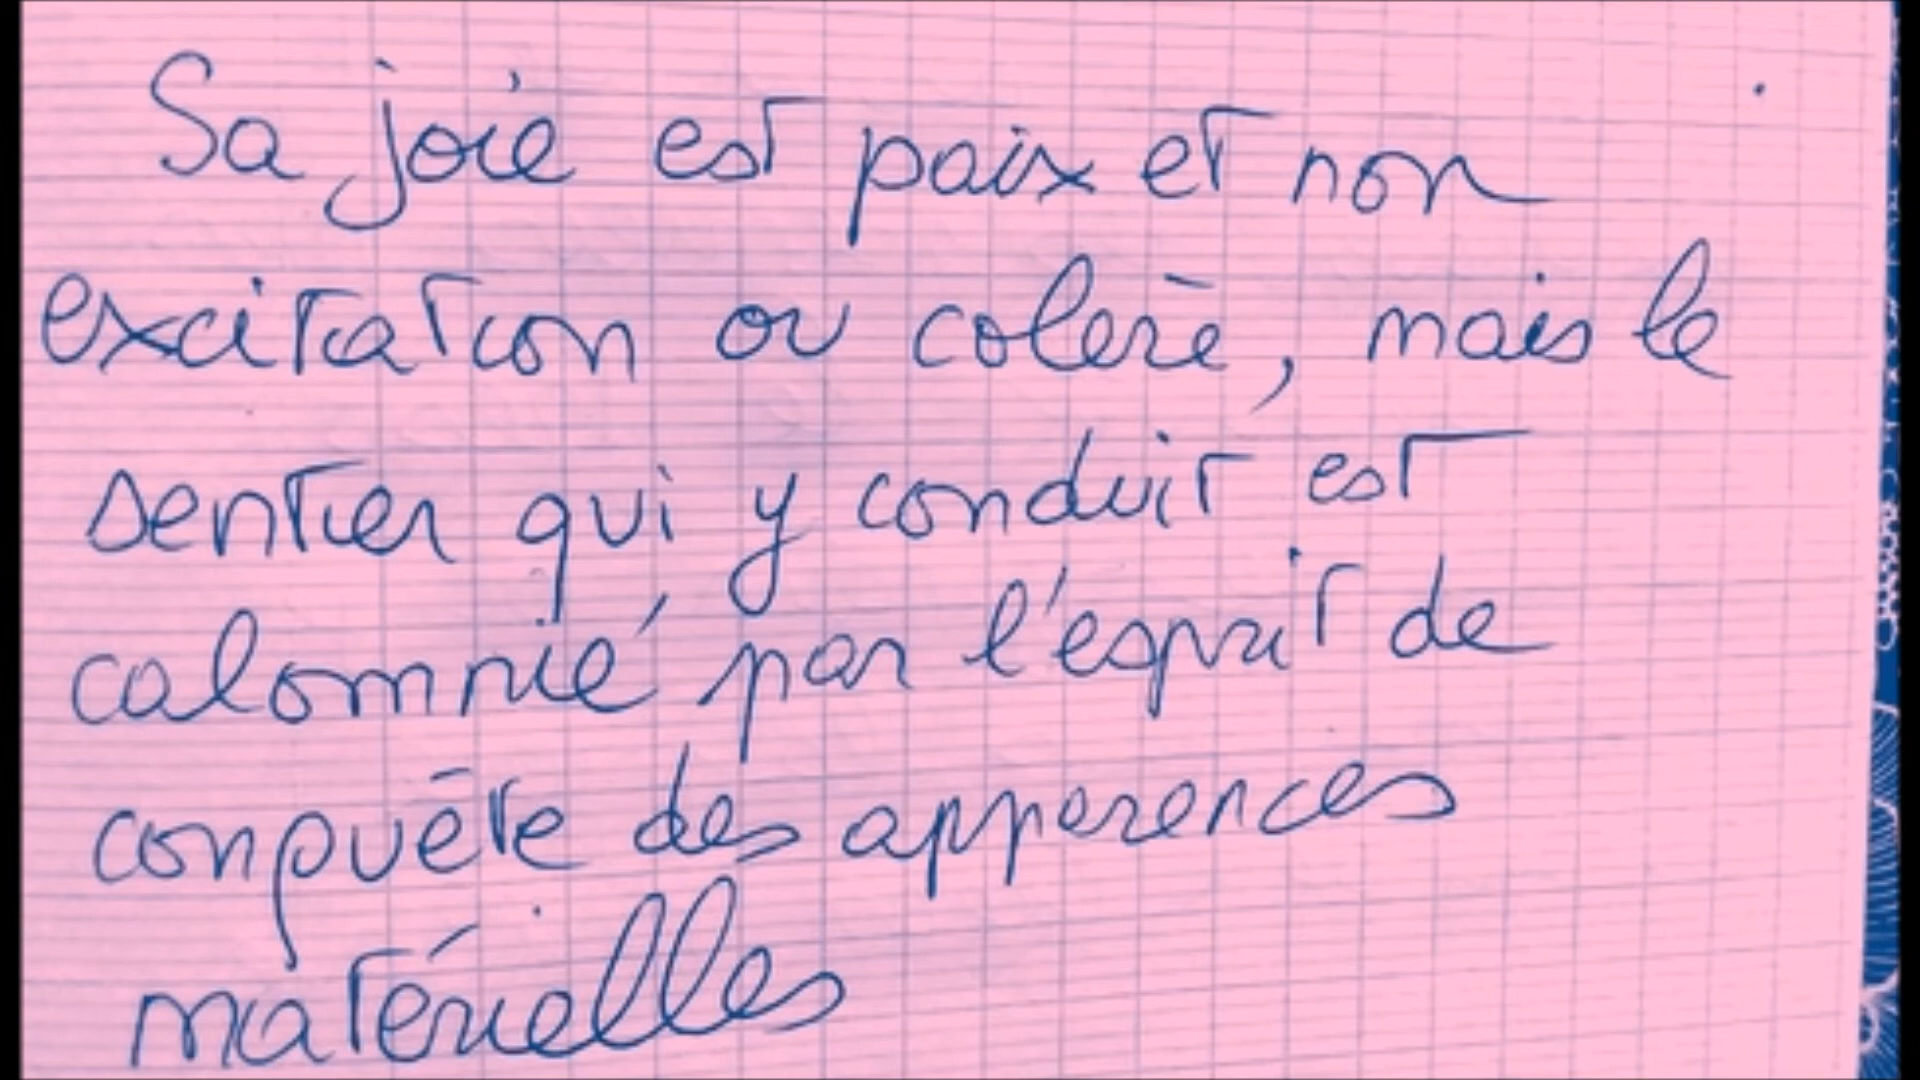 Sa joie est paix et non
excitation ou colère, mais le
sentier qui y conduit est
calomnié par l'esprit de
conquête des apparences
matérielles